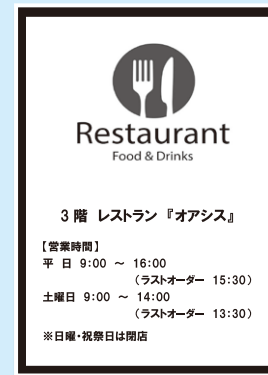 Restaurant
Food & Drinks
3階 レストラン『オアシス』
【営業時間】
平 日 9:00 ～ 16:00
（ラストオーダー 15:30）
土曜日 9:00 ～ 14:00
（ラストオーダー 13:30）
※日曜・祝祭日は閉店